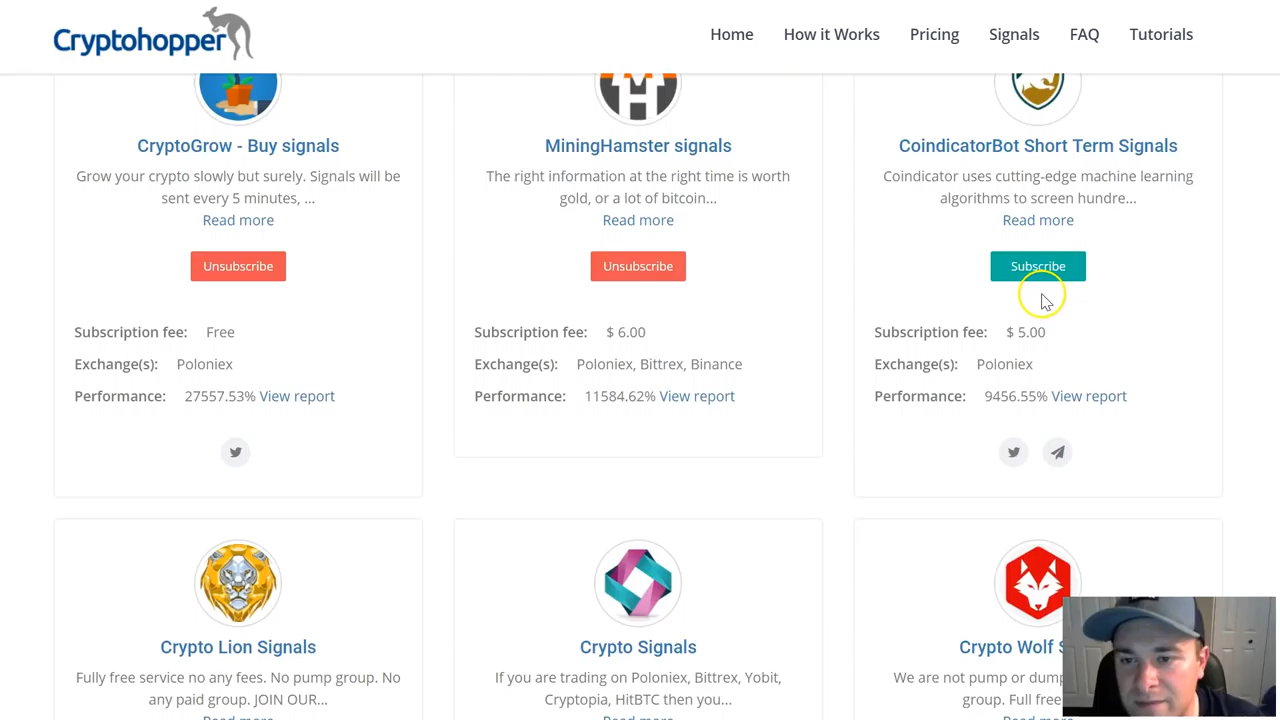 Cryptohopper
Home How it Works Pricing Signals FAQ Tutorials
CryptoGrow - Buy signals
Grow your crypto slowly but surely. Signals will be
sent every 5 minutes, ...
Read more
Unsubscribe
Subscription fee: Free
Exchange(s): Poloniex
Performance: 27557.53% View report
MiningHamster signals
The right information at the right time is worth
gold, or a lot of bitcoin...
Read more
Unsubscribe
Subscription fee: $ 6.00
Exchange(s): Poloniex, Bittrex, Binance
Performance: 11584.62% View report
CoindicatorBot Short Term Signals
Coindicator uses cutting-edge machine learning
algorithms to screen hundre...
Read more
Subscribe
Subscription fee: $ 5.00
Exchange(s): Poloniex
Performance: 9456.55% View report
Crypto Lion Signals
Fully free service no any fees. No pump group. No
any paid group. JOIN OUR...
Read more
Crypto Signals
If you are trading on Poloniex, Bittrex, Yobit,
Cryptopia, HitBTC then you...
Read more
Crypto Wolf S
We are not pump or dump
group. Full free